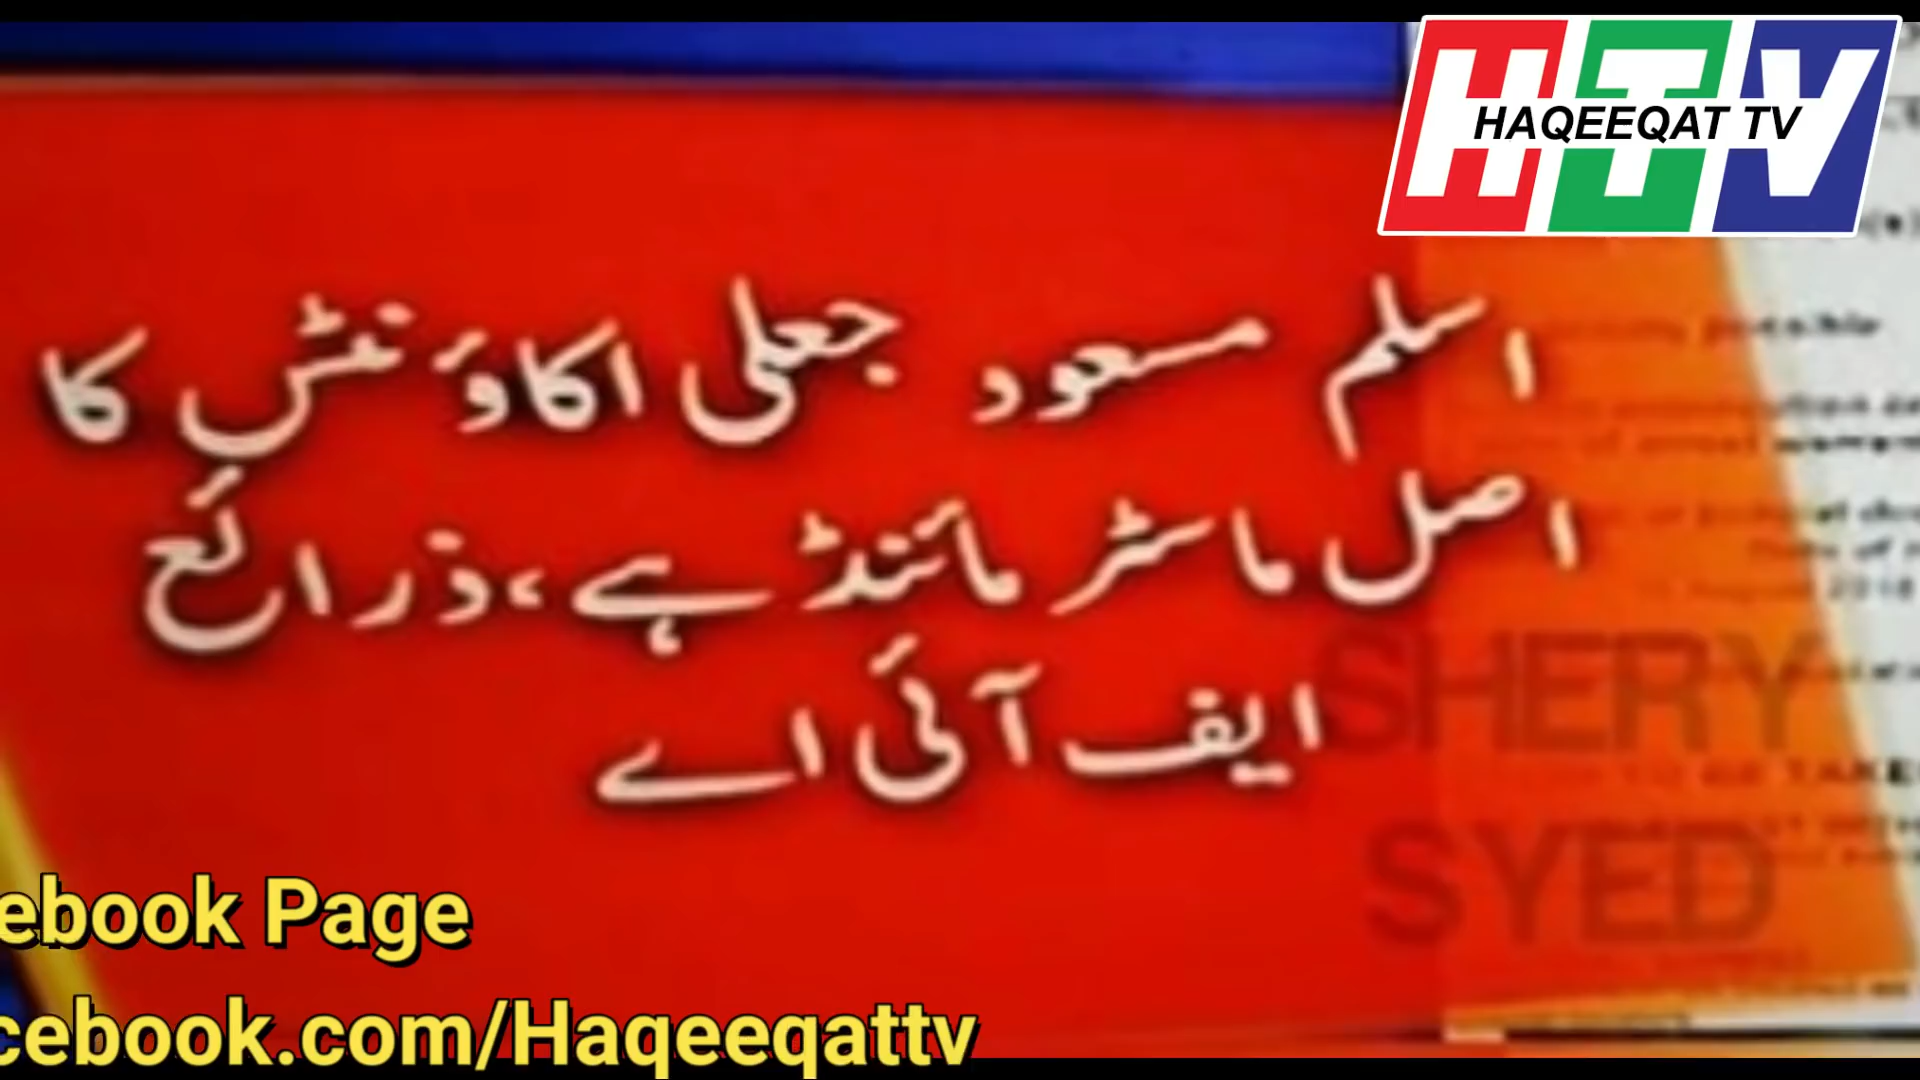 HAQEEQAT TV
اسلم مسعود جعلی اکاؤنٹس کا
اصل ماسٹر مائنڈ ہے، ذرائع
ایف آئی اے
SHERY
SYED
ebook Page
cebook.com/Haqeeqattv